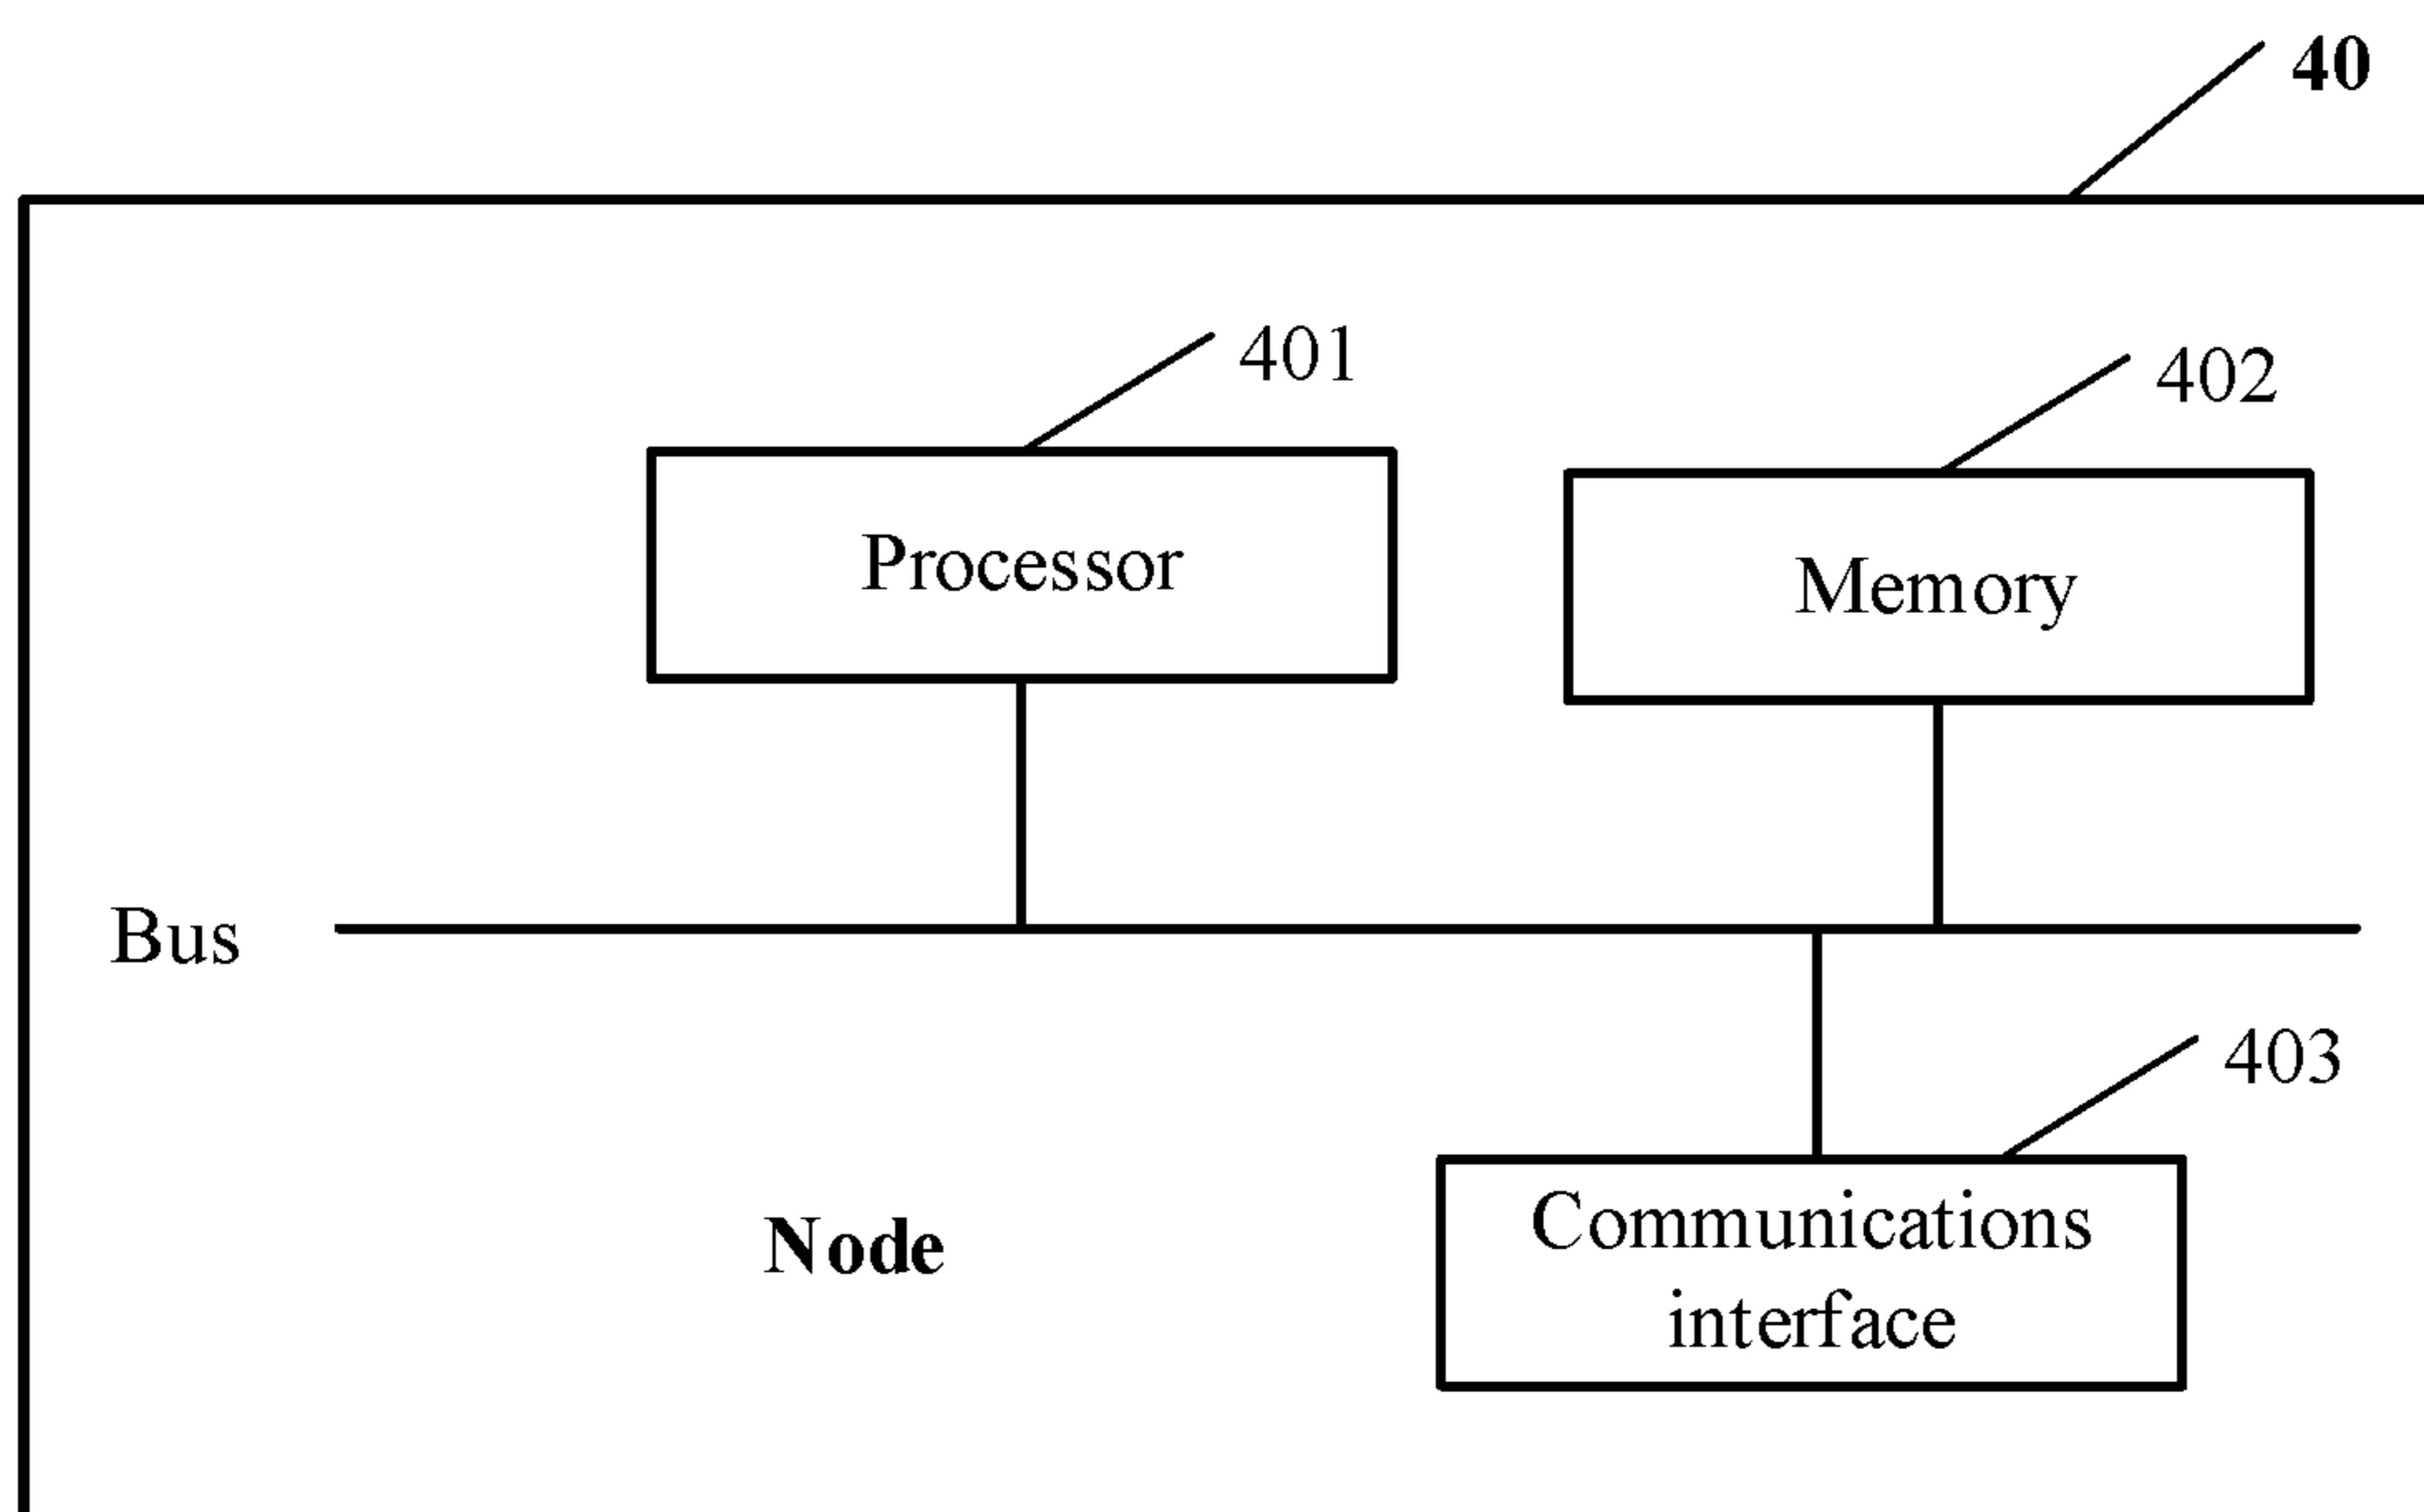 40
401
402
Processor
Memory
Bus
403
Communications
interface
Node